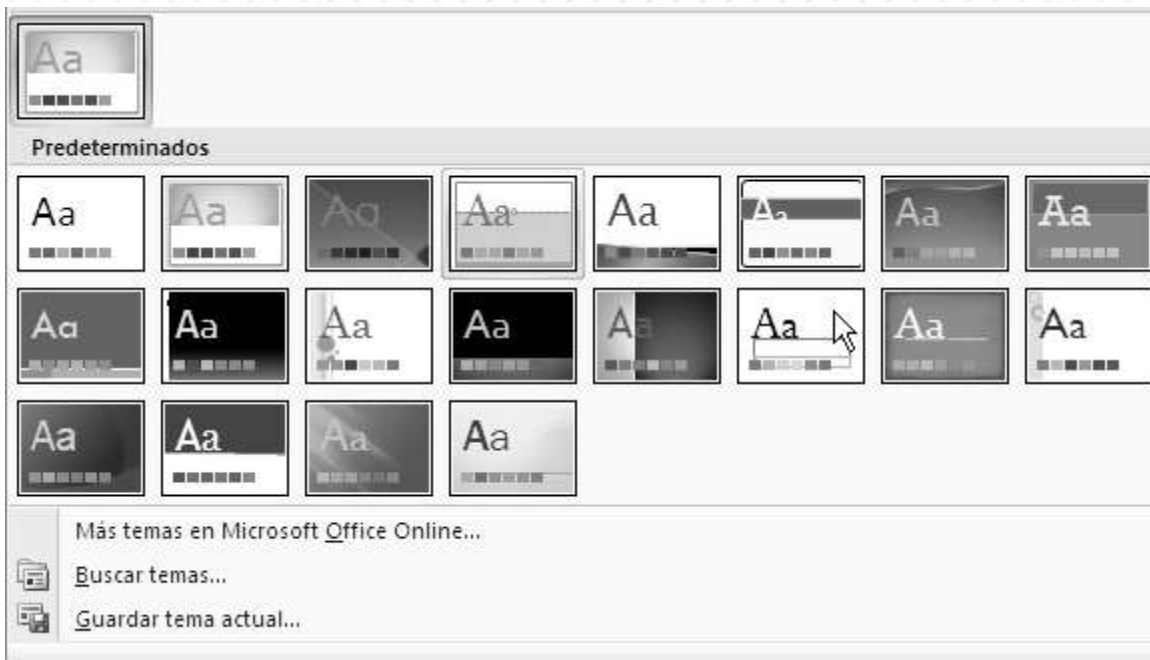 Aa
Predeterminados
Aa Aa Aa Aa Aa Aa Aa Aa
Aa Aa Aa Aa Aa Aa Aa Aa
Aa Aa Aa Aa
Más temas en Microsoft Office Online...
Buscar temas...
Guardar tema actual...